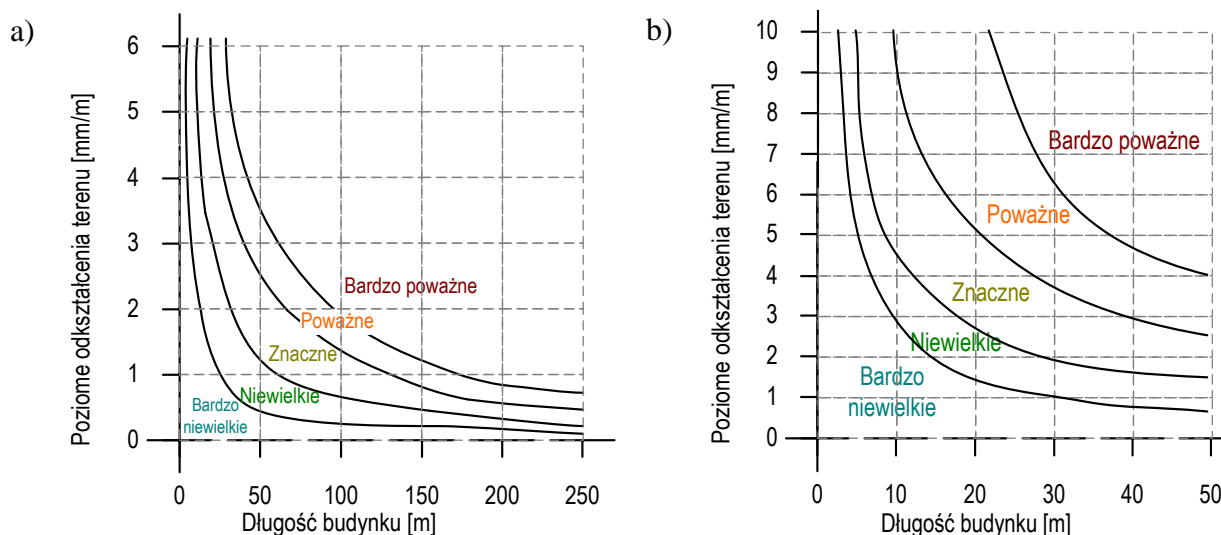 a)
Poziome odkształcenia terenu [mm/m]
6
5
4
3
2
1
0
Bardzo poważne
Poważne
Znaczne
Niewielkie
Bardzo
niewielkie
0 50 100 150 200 250
Długość budynku [m]
b)
Poziome odkształcenia terenu [mm/m]
10
9
8
7
6
5
4
3
2
1
0
Bardzo poważne
Poważne
Znaczne
Niewielkie
Bardzo
niewielkie
0 10 20 30 40 50
Długość budynku [m]